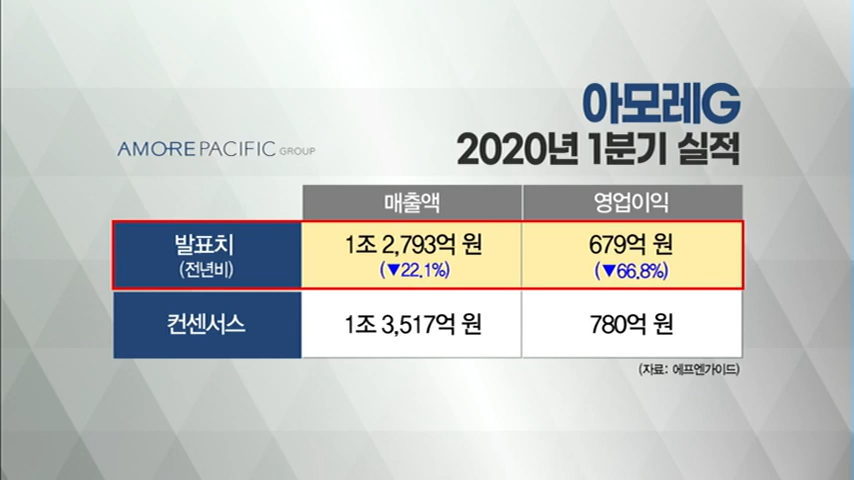 아모레G
AMOREPACIFIC GROUP
2020년 1분기 실적
매출액 영업이익
발표치 1조 2,793억 원 679억 원
(전년비) (▼22.1%) (▼66.8%)
컨센서스 1조 3,517억 원 780억 원
(자료: 에프엔가이드)